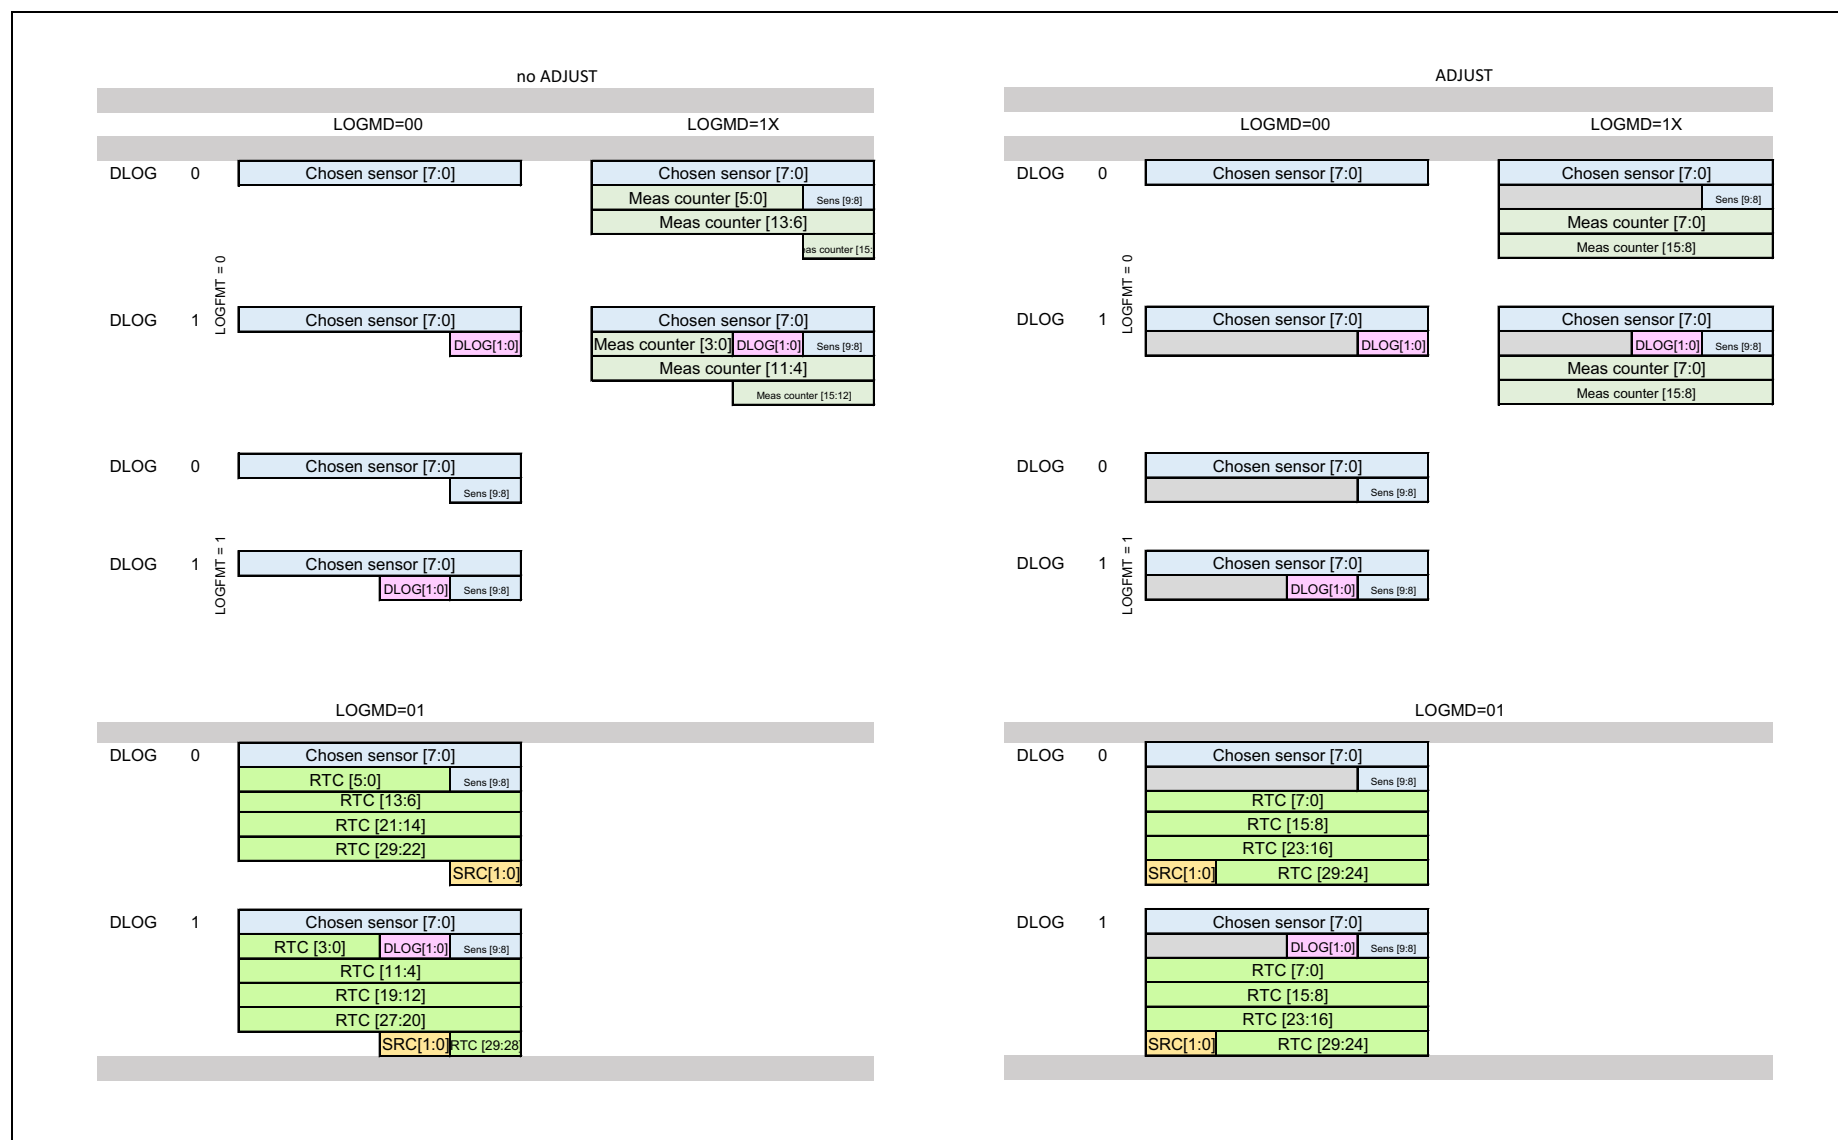 no ADJUST
LOGMD=00 LOGMD=1X
DLOG 0 Chosen sensor [7:0] Chosen sensor [7:0]
Meas counter [5:0] Sens [9:8]
Meas counter [13:6]
eas counter [15:
LOGFMT = 0
DLOG 1 Chosen sensor [7:0] Chosen sensor [7:0]
DLOG[1:0] Meas counter [3:0] DLOG[1:0] Sens [9:8]
Meas counter [11:4]
Meas counter [15:12]
DLOG 0 Chosen sensor [7:0]
Sens [9:8]
LOGFMT = 1
DLOG 1 Chosen sensor [7:0]
DLOG[1:0] Sens [9:8]
LOGMD=01
DLOG 0 Chosen sensor [7:0]
RTC [5:0] Sens [9:8]
RTC [13:6]
RTC [21:14]
RTC [29:22]
SRC[1:0]
DLOG 1 Chosen sensor [7:0]
RTC [3:0] DLOG[1:0] Sens [9:8]
RTC [11:4]
RTC [19:12]
RTC [27:20]
SRC[1:0] RTC [29:28]
ADJUST
LOGMD=00 LOGMD=1X
DLOG 0 Chosen sensor [7:0] Chosen sensor [7:0]
Sens [9:8]
Meas counter [7:0]
Meas counter [15:8]
LOGFMT = 0
DLOG 1 Chosen sensor [7:0] Chosen sensor [7:0]
DLOG[1:0] DLOG[1:0] Sens [9:8]
Meas counter [7:0]
Meas counter [15:8]
DLOG 0 Chosen sensor [7:0]
Sens [9:8]
LOGFMT = 1
DLOG 1 Chosen sensor [7:0]
DLOG[1:0] Sens [9:8]
LOGMD=01
DLOG 0 Chosen sensor [7:0]
Sens [9:8]
RTC [7:0]
RTC [15:8]
RTC [23:16]
SRC[1:0] RTC [29:24]
DLOG 1 Chosen sensor [7:0]
DLOG[1:0] Sens [9:8]
RTC [7:0]
RTC [15:8]
RTC [23:16]
SRC[1:0] RTC [29:24]